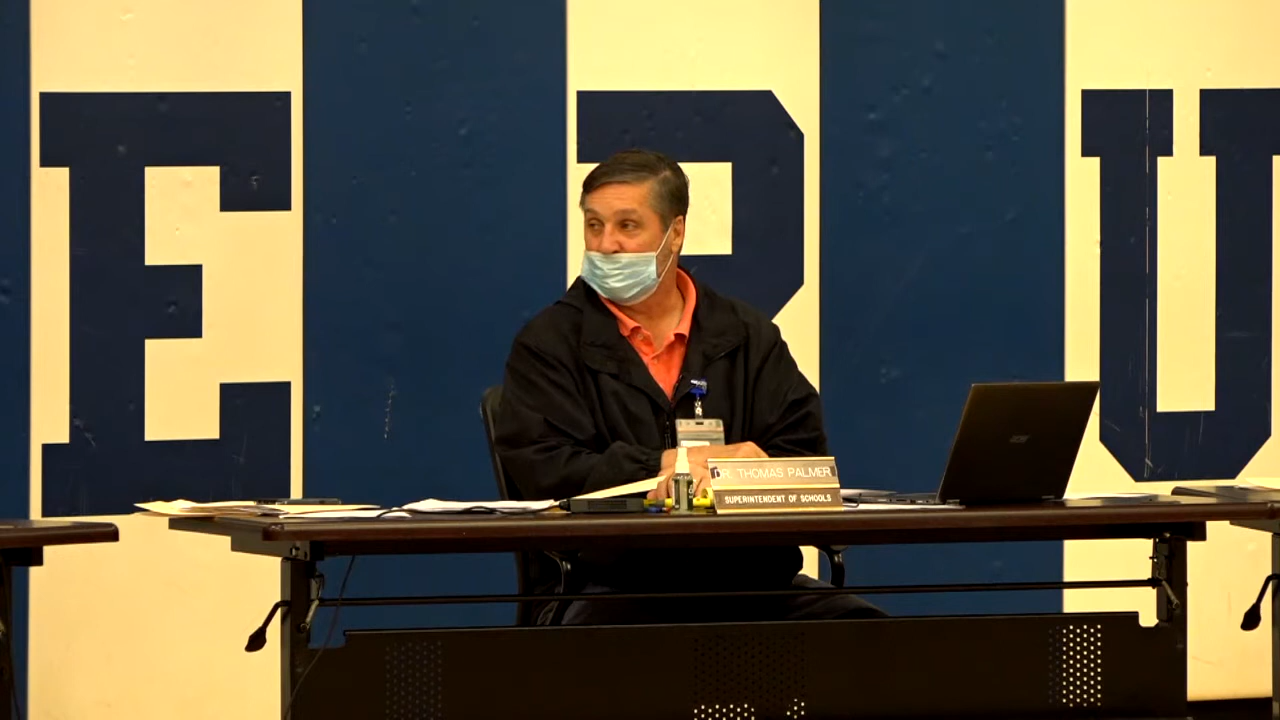 E R U
DR. THOMAS PALMER
SUPERINTENDENT OF SCHOOLS